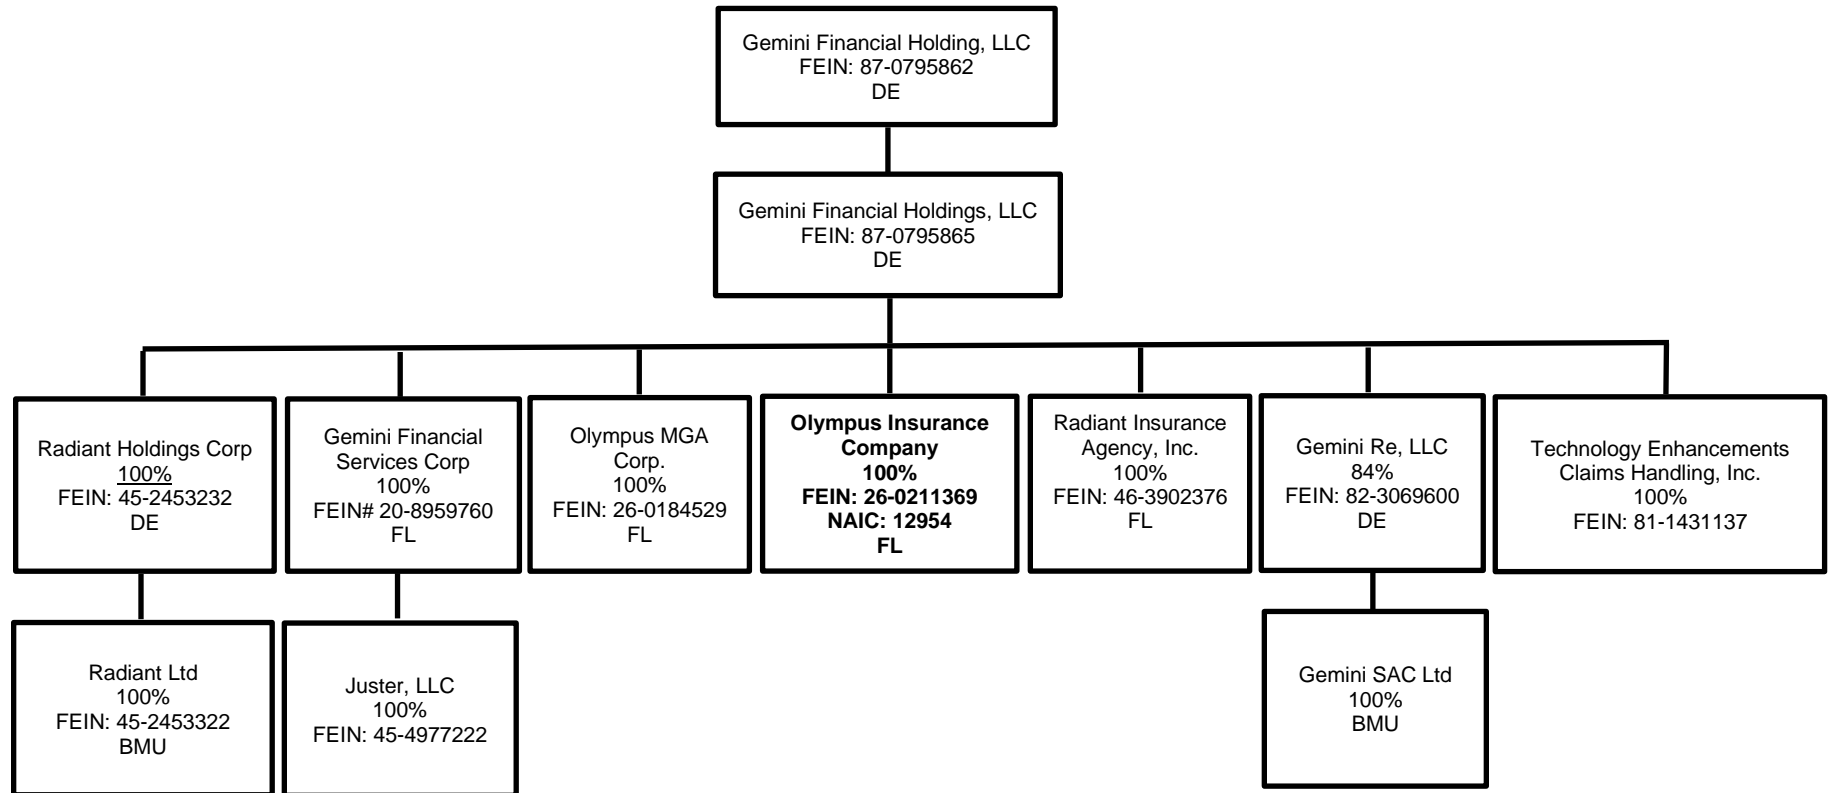 Gemini Financial Holding, LLC
FEIN: 87-0795862
DE
Gemini Financial Holdings, LLC
FEIN: 87-0795865
DE
Radiant Holdings Corp
100%
FEIN: 45-2453232
DE
Gemini Financial
Services Corp
100%
FEIN# 20-8959760
FL
Olympus MGA
Corp.
100%
FEIN: 26-0184529
FL
Olympus Insurance
Company
100%
FEIN: 26-0211369
NAIC: 12954
FL
Radiant Insurance
Agency, Inc.
100%
FEIN: 46-3902376
FL
Gemini Re, LLC
84%
FEIN: 82-3069600
DE
Technology Enhancements
Claims Handling, Inc.
100%
FEIN: 81-1431137
Radiant Ltd
100%
FEIN: 45-2453322
BMU
Juster, LLC
100%
FEIN: 45-4977222
Gemini SAC Ltd
100%
BMU